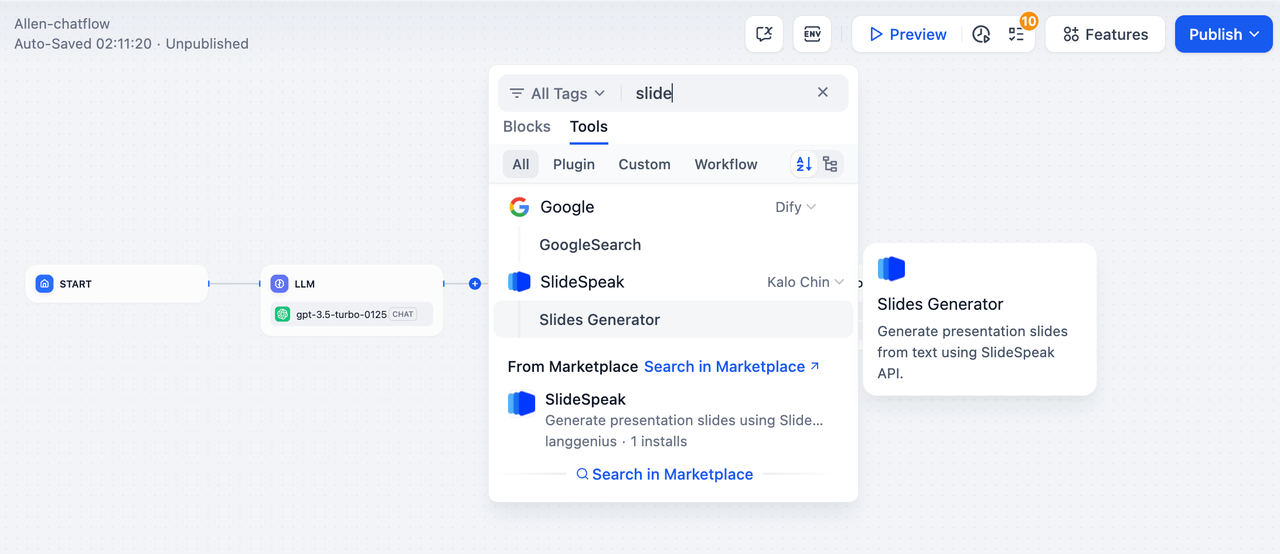 Allen-chatflow
Auto-Saved 02:11:20 · Unpublished
ENV
Preview
10
Features
Publish
All Tags
slide
Blocks
Tools
All
Plugin
Custom
Workflow
AZ
Google
Dify
GoogleSearch
SlideSpeak
Kalo Chin
Slides Generator
From Marketplace
Search in Marketplace
SlideSpeak
Generate presentation slides using Slide...
langgenius · 1 installs
Search in Marketplace
START
LLM
gpt-3.5-turbo-0125
CHAT
Slides Generator
Generate presentation slides
from text using SlideSpeak
API.